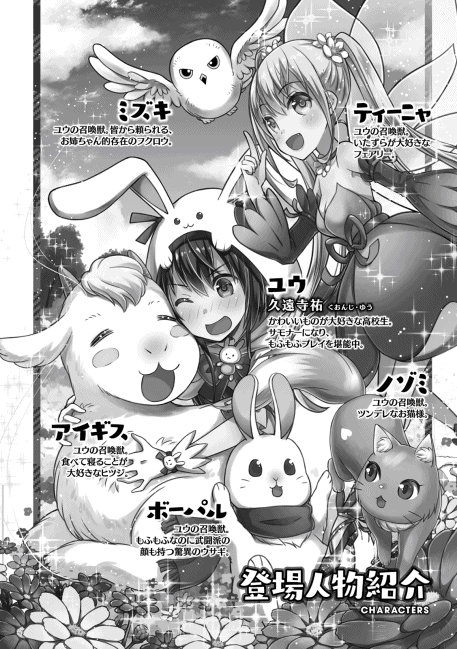 ミズキ
ユウの召喚獣。皆から頼られる、
お姉ちゃん的存在のフクロウ。
ティーニャ
ユウの召喚獣。
いたずらが大好きな
フェアリー。
ユウ
久遠寺祐 くおんじ・ゆう
かわいいものが大好きな高校生。
サモナーになり、
もふもふプレイを堪能中。
ノゾミ
ユウの召喚獣。
ツンデレなお猫様。
アイギス
ユウの召喚獣。
食べて寝ることが
大好きなヒツジ。
ボーパル
ユウの召喚獣。
もふもふなのに武闘派の
顔も持つ驚異のウサギ。
登場人物紹介
CHARACTERS